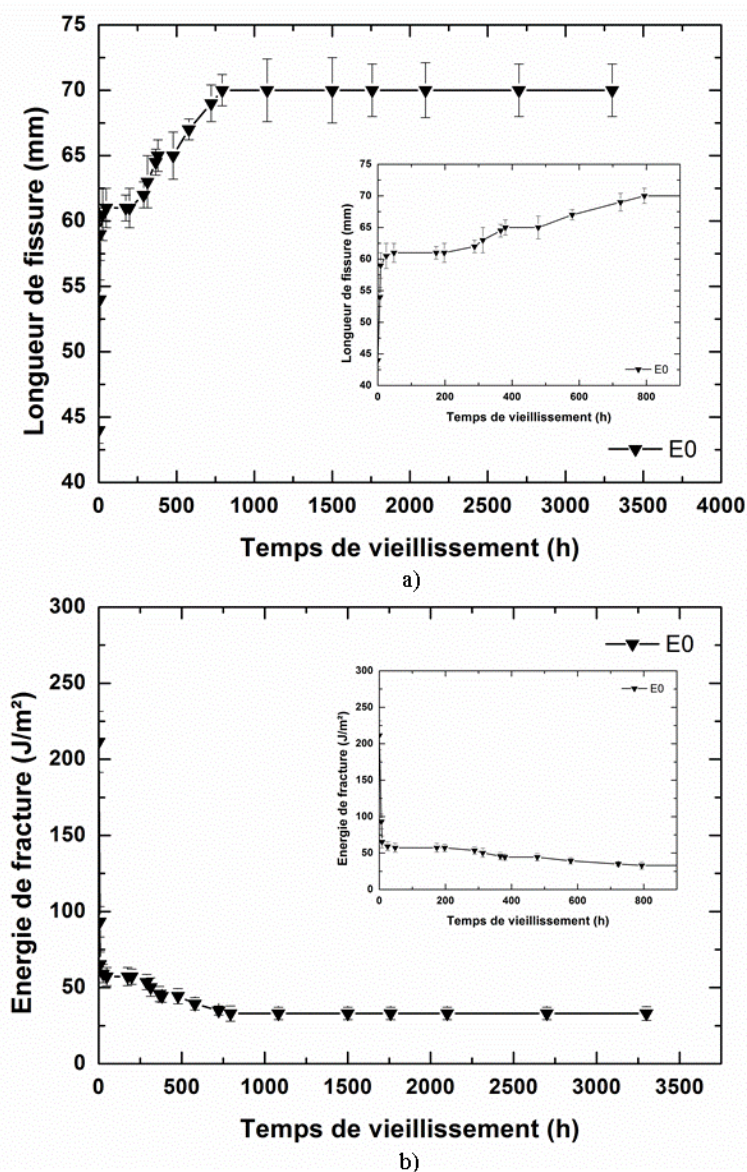 75
70
65
60
55
50
45
40
Longueur de fissure (mm)
75
70
65
60
55
50
45
40
Longueur de fissure (mm)
E0
0 200 400 600 800
Temps de vieillissement (h)
E0
0 500 1000 1500 2000 2500 3000 3500 4000
Temps de vieillissement (h)
a)
300
250
200
150
100
50
0
Energie de fracture (J/m²)
E0
300
250
200
150
100
50
0
Energie de fracture (J/m²)
E0
0 200 400 600 800
Temps de vieillissement (h)
0 500 1000 1500 2000 2500 3000 3500
Temps de vieillissement (h)
b)